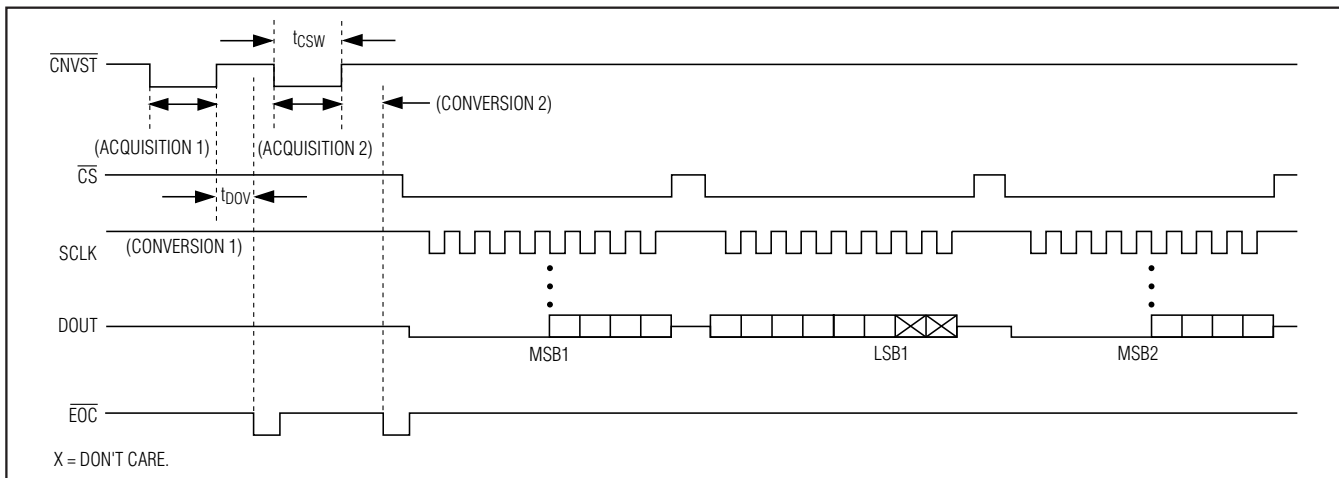 tCSW
CNVST
(CONVERSION 2)
(ACQUISITION 1)
(ACQUISITION 2)
CS
tDOV
(CONVERSION 1)
SCLK
DOUT
MSB1
LSB1
MSB2
EOC
X = DON'T CARE.